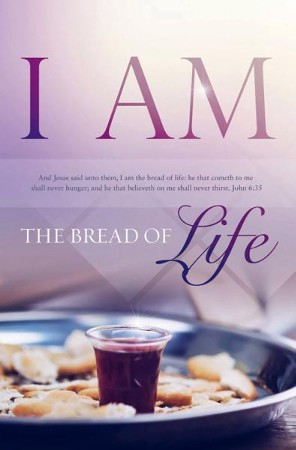 I AM
And Jesus said unto them, I am the bread of life: he that cometh to me
shall never hunger; and he that believeth on me shall never thirst. John 6:35
THE BREAD OF Life